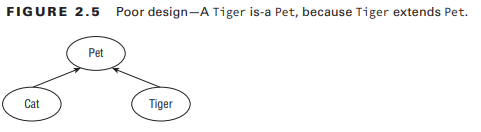 FIGURE 2.5 Poor design—A Tiger is-a Pet, because Tiger extends Pet.
Pet
Cat
Tiger